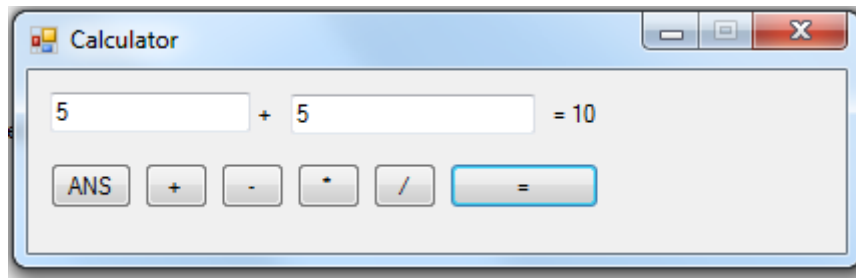 Calculator
5 + 5 = 10
ANS + - * / =